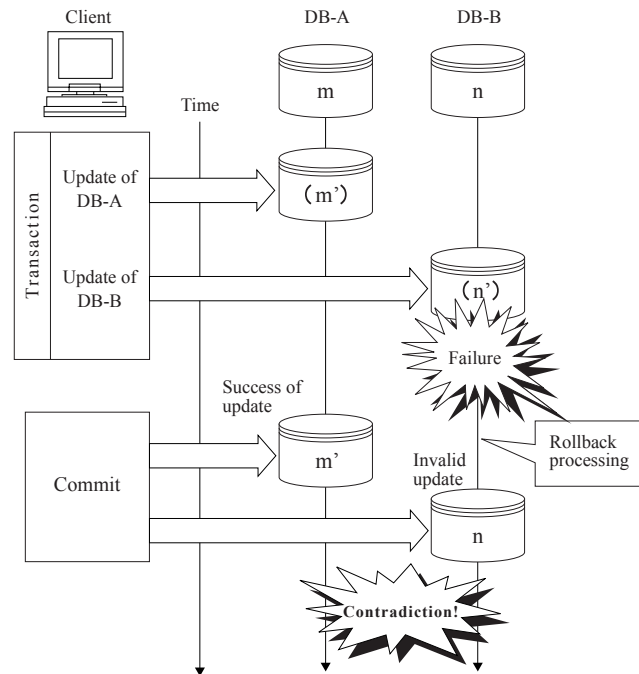 Client
DB-A
DB-B
m
n
Time
Transaction
Update of
DB-A
(m’)
Update of
DB-B
(n’)
Failure
Success of
update
Rollback
processing
Commit
m’
Invalid
update
n
Contradiction!